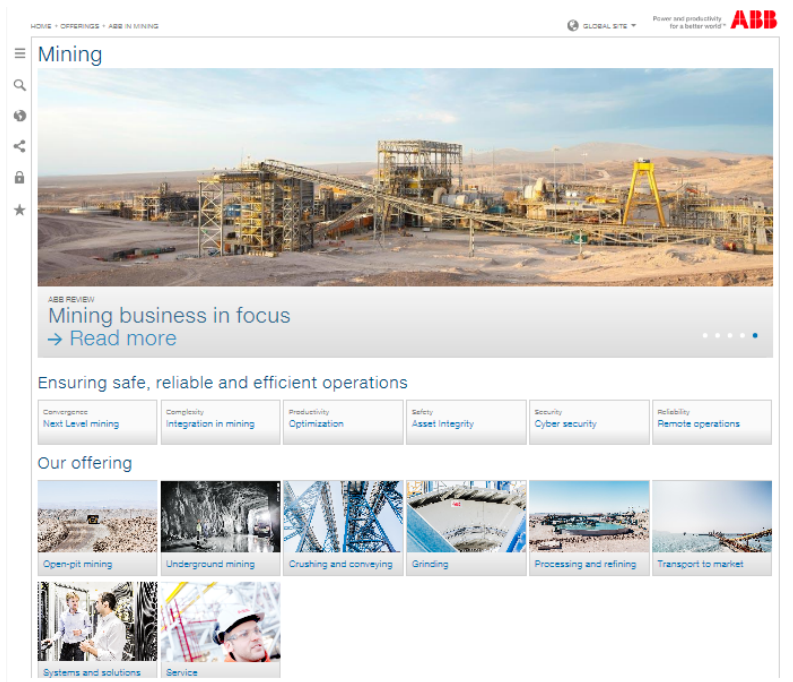 HOME • OFFERINGS • ABB IN MINING
GLOBAL SITE
Power and productivity
for a better world™
ABB
Mining
ABB REVIEW
Mining business in focus
→ Read more
Ensuring safe, reliable and efficient operations
Convergence
Next Level mining
Complexity
Integration in mining
Productivity
Optimization
Safety
Asset Integrity
Security
Cyber security
Reliability
Remote operations
Our offering
Open-pit mining
Underground mining
Crushing and conveying
Grinding
Processing and refining
Transport to market
Systems and solutions
Service